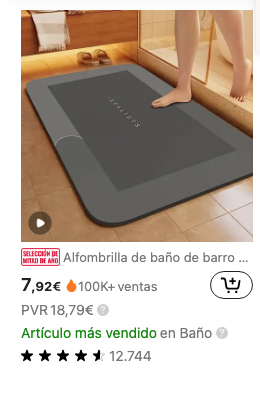 SELECCIÓN DE
MITAD DE AÑO
Alfombrilla de baño de barro ...
7,92€ 100K+ ventas
PVR 18,79€ ?
Artículo más vendido en Baño ?
12.744